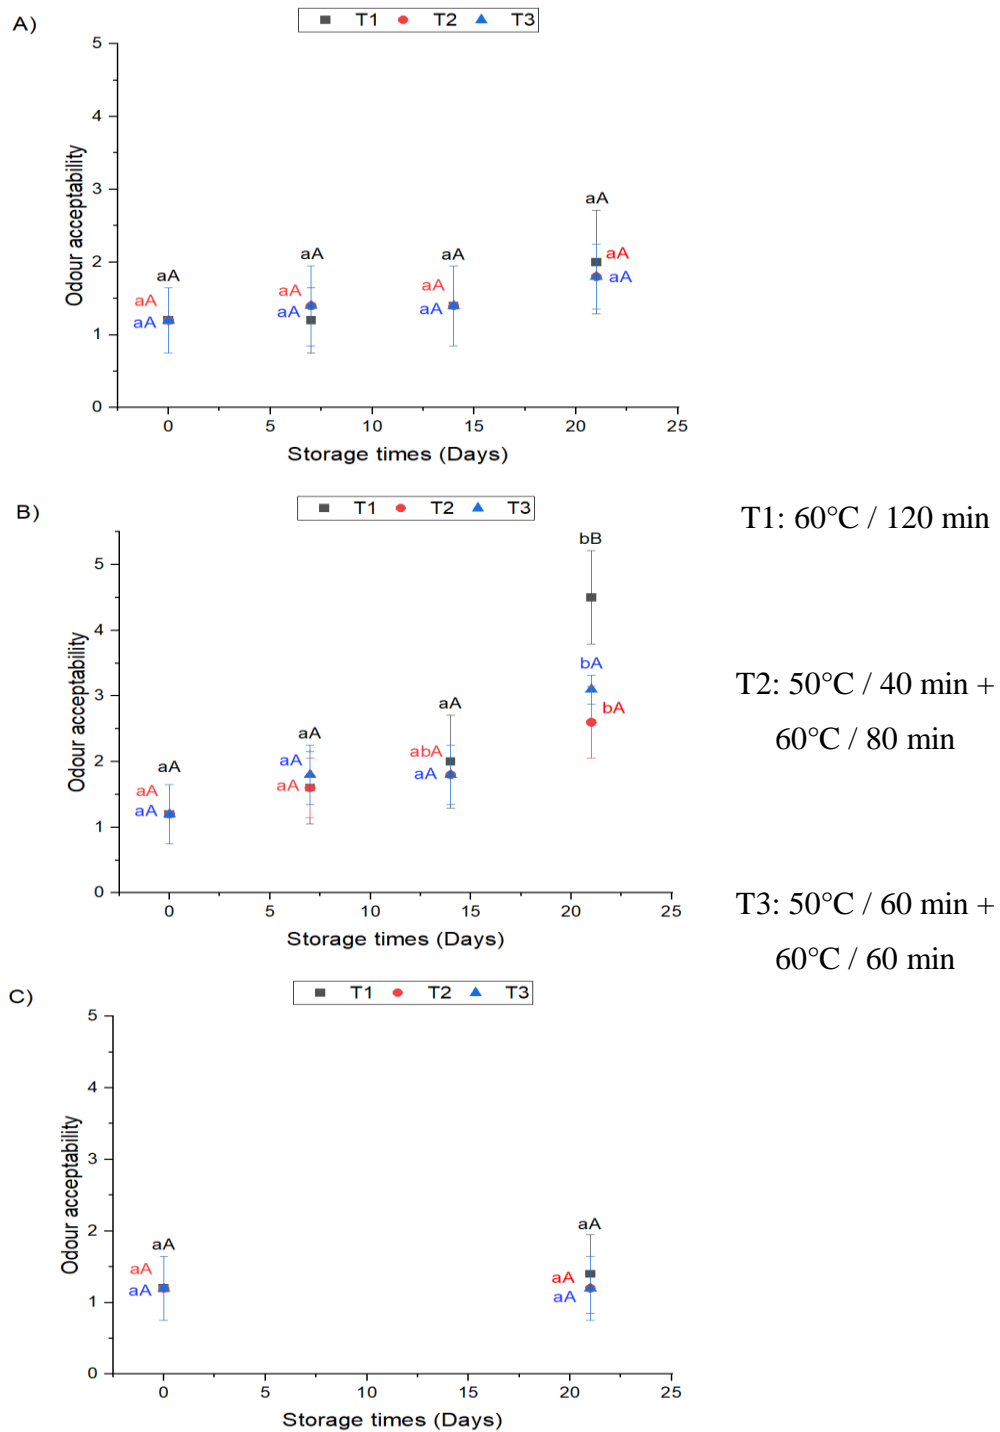 A)
T1 T2 T3
5
4
3
2
1
0
Odour acceptability
aA
aA
aA
aA
aA
aA
aA
aA
aA
aA
aA
aA
0 5 10 15 20 25
Storage times (Days)
B)
T1 T2 T3
5
4
3
2
1
0
Odour acceptability
aA
aA
aA
aA
aA
aA
aA
abA
aA
bB
bA
bA
0 5 10 15 20 25
Storage times (Days)
T1: 60°C / 120 min
T2: 50°C / 40 min +
60°C / 80 min
T3: 50°C / 60 min +
60°C / 60 min
C)
T1 T2 T3
5
4
3
2
1
0
Odour acceptability
aA
aA
aA
aA
aA
aA
0 5 10 15 20 25
Storage times (Days)